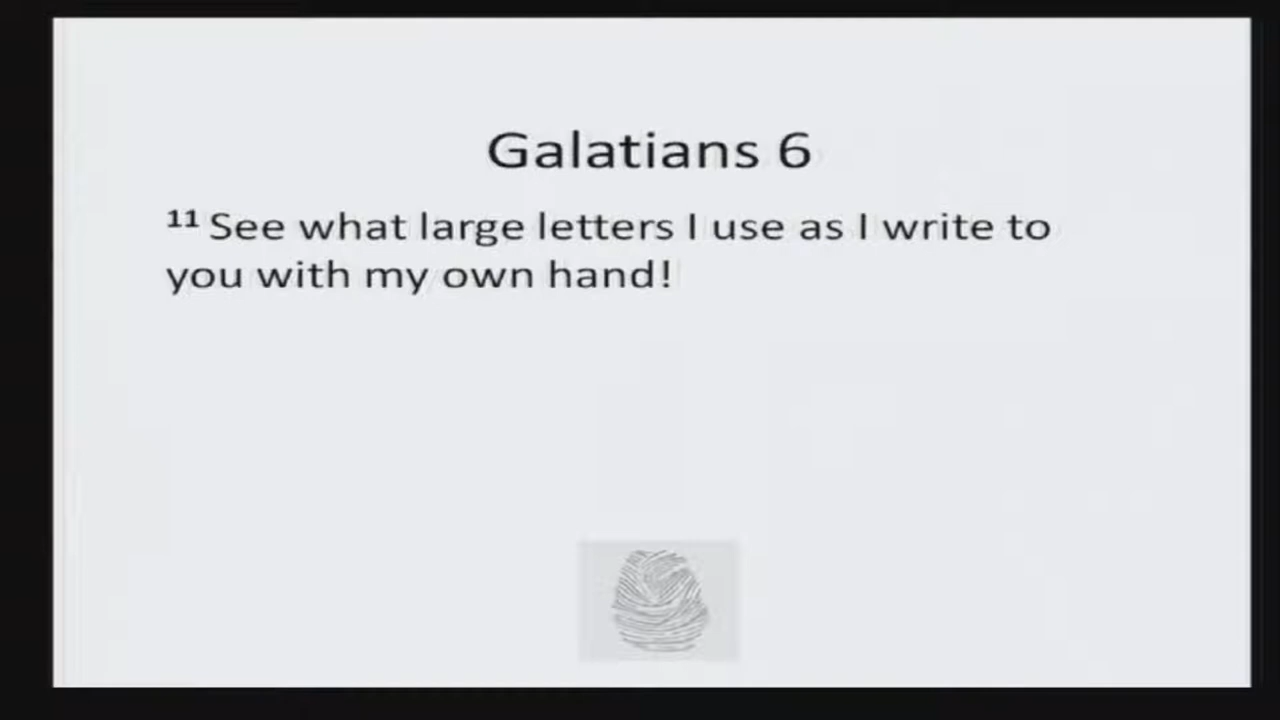 Galatians 6
¹¹ See what large letters I use as I write to
you with my own hand!